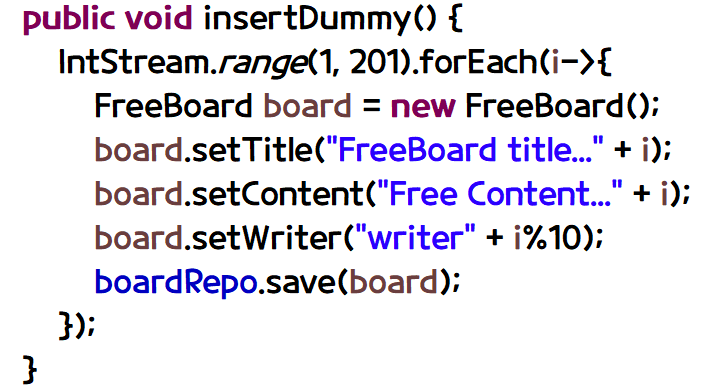 public void insertDummy() {
IntStream.range(1, 201).forEach(i->{
FreeBoard board = new FreeBoard();
board.setTitle("FreeBoard title..." + i);
board.setContent("Free Content..." + i);
board.setWriter("writer" + i%10);
boardRepo.save(board);
});
}